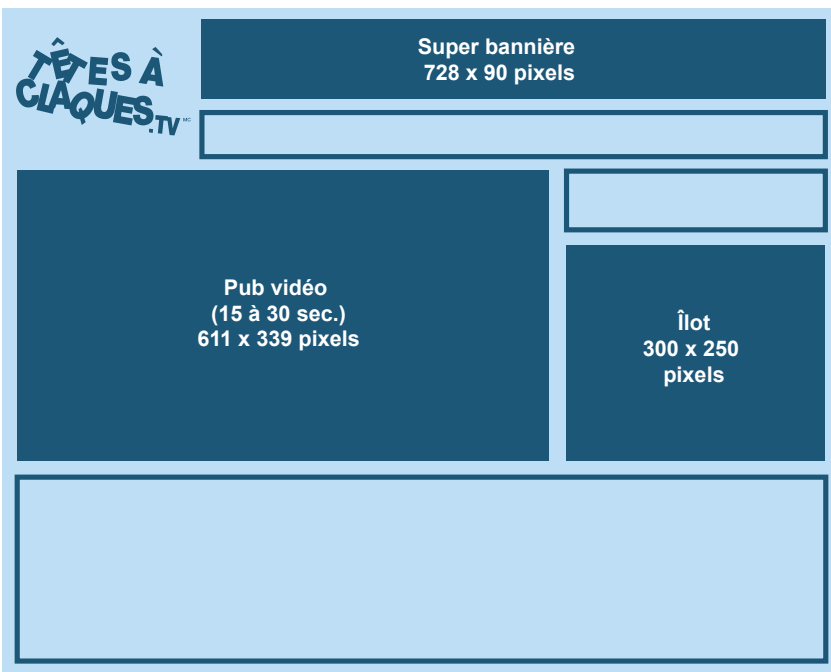 TÊTES À
CLAQUES.TV MC
Super bannière
728 x 90 pixels
Pub vidéo
(15 à 30 sec.)
611 x 339 pixels
Îlot
300 x 250
pixels